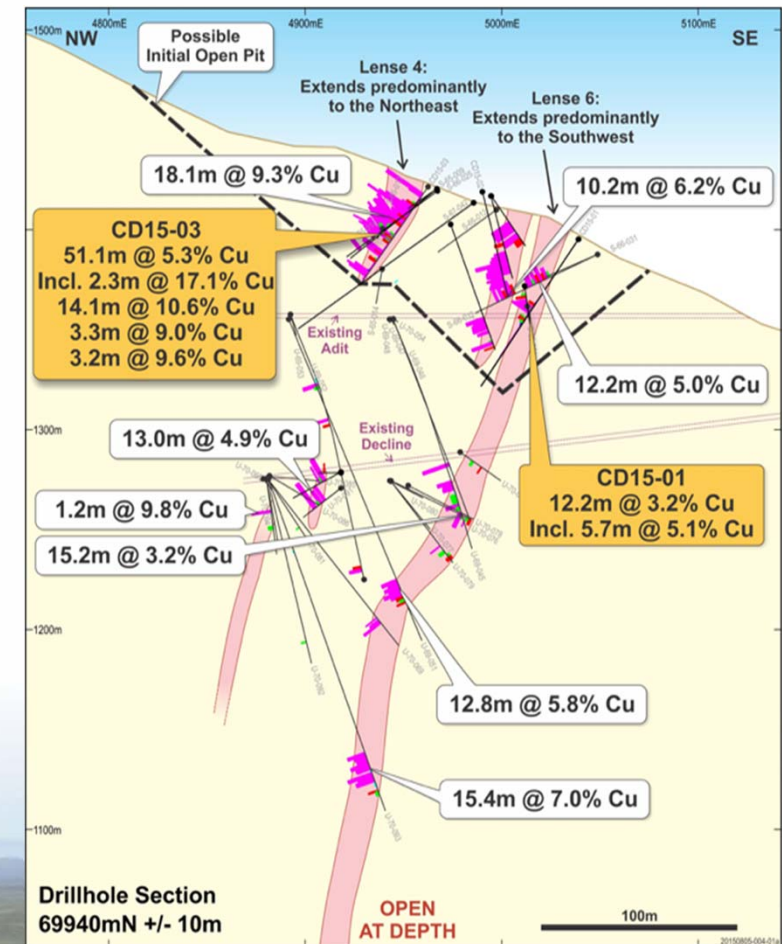 4800mE
4900mE
5000mE
5100mE
1500m
NW
SE
Possible
Initial Open Pit
Lense 4:
Extends predominantly
to the Northeast
Lense 6:
Extends predominantly
to the Southwest
18.1m @ 9.3% Cu
10.2m @ 6.2% Cu
CD15-03
51.1m @ 5.3% Cu
Incl. 2.3m @ 17.1% Cu
14.1m @ 10.6% Cu
3.3m @ 9.0% Cu
3.2m @ 9.6% Cu
Existing
Adit
12.2m @ 5.0% Cu
1300m
13.0m @ 4.9% Cu
Existing
Decline
CD15-01
12.2m @ 3.2% Cu
Incl. 5.7m @ 5.1% Cu
1.2m @ 9.8% Cu
15.2m @ 3.2% Cu
1200m
12.8m @ 5.8% Cu
15.4m @ 7.0% Cu
1100m
Drillhole Section
69940mN +/- 10m
OPEN
AT DEPTH
100m